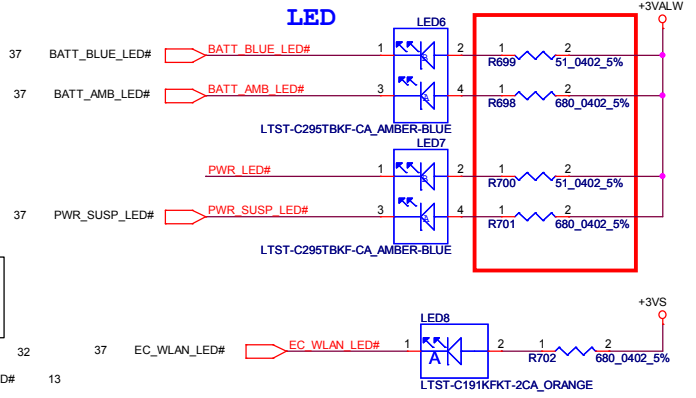 +3VALW
LED
LED6
37 BATT_BLUE_LED# BATT_BLUE_LED# 1 B 2 1 2
R699 51_0402_5%
37 BATT_AMB_LED# BATT_AMB_LED# 3 A 4 1 2
R698 680_0402_5%
LTST-C295TBKF-CA_AMBER-BLUE
LED7
PWR_LED# 1 B 2 1 2
R700 51_0402_5%
37 PWR_SUSP_LED# PWR_SUSP_LED# 3 A 4 1 2
R701 680_0402_5%
LTST-C295TBKF-CA_AMBER-BLUE
+3VS
LED8
32 37 EC_WLAN_LED# EC_WLAN_LED# 1 A 2 1 2
R702 680_0402_5%
D# 13
LTST-C191KFKT-2CA_ORANGE